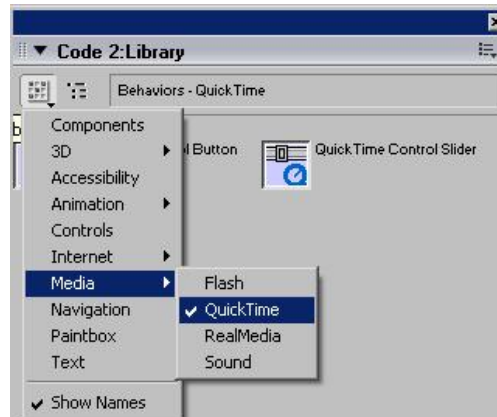 Code 2:Library
Behaviors - QuickTime
Components
3D
l Button
QuickTime Control Slider
Accessibility
Animation
Controls
Internet
Media
Flash
Navigation
QuickTime
Paintbox
RealMedia
Text
Sound
Show Names